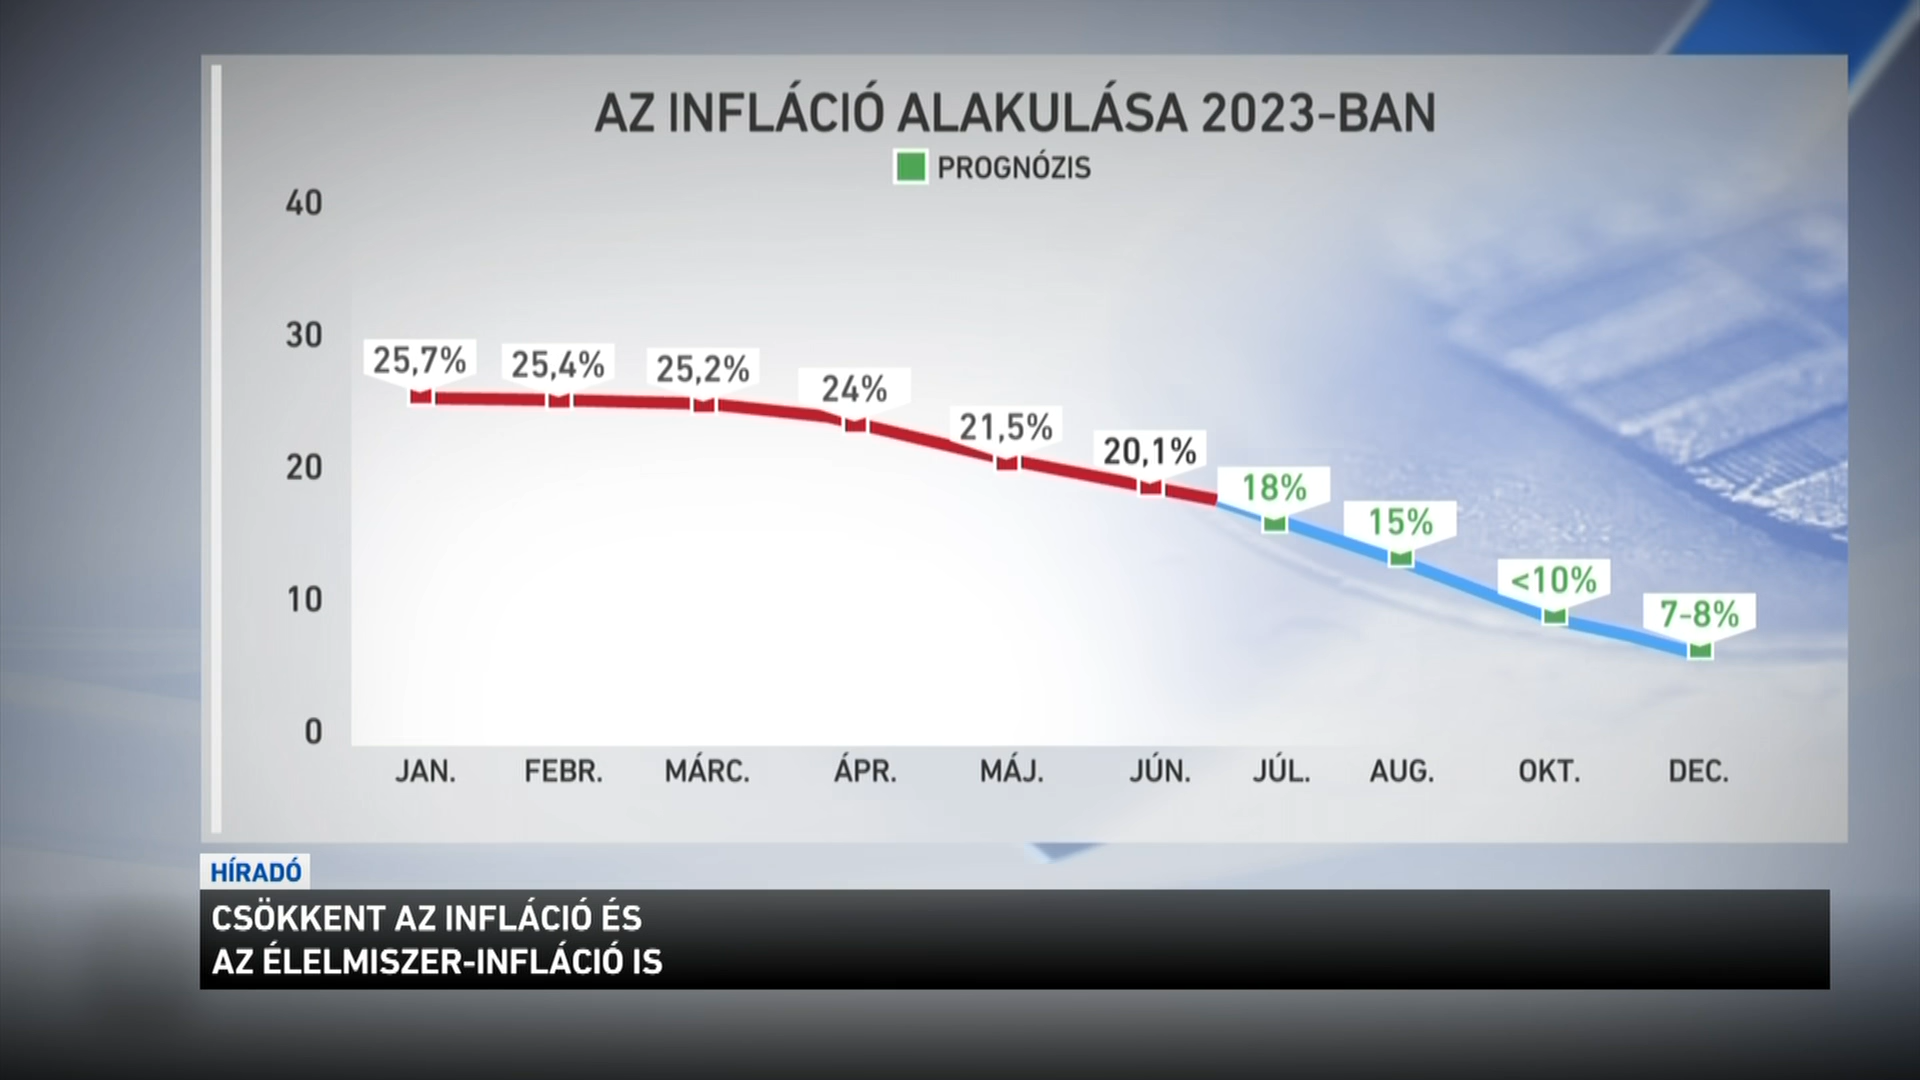 AZ INFLÁCIÓ ALAKULÁSA 2023-BAN
PROGNÓZIS
40
30
20
10
0
25,7%
25,4%
25,2%
24%
21,5%
20,1%
18%
15%
<10%
7-8%
JAN.
FEBR.
MÁRC.
ÁPR.
MÁJ.
JÚN.
JÚL.
AUG.
OKT.
DEC.
HÍRADÓ
CSÖKKENT AZ INFLÁCIÓ ÉS
AZ ÉLELMISZER-INFLÁCIÓ IS